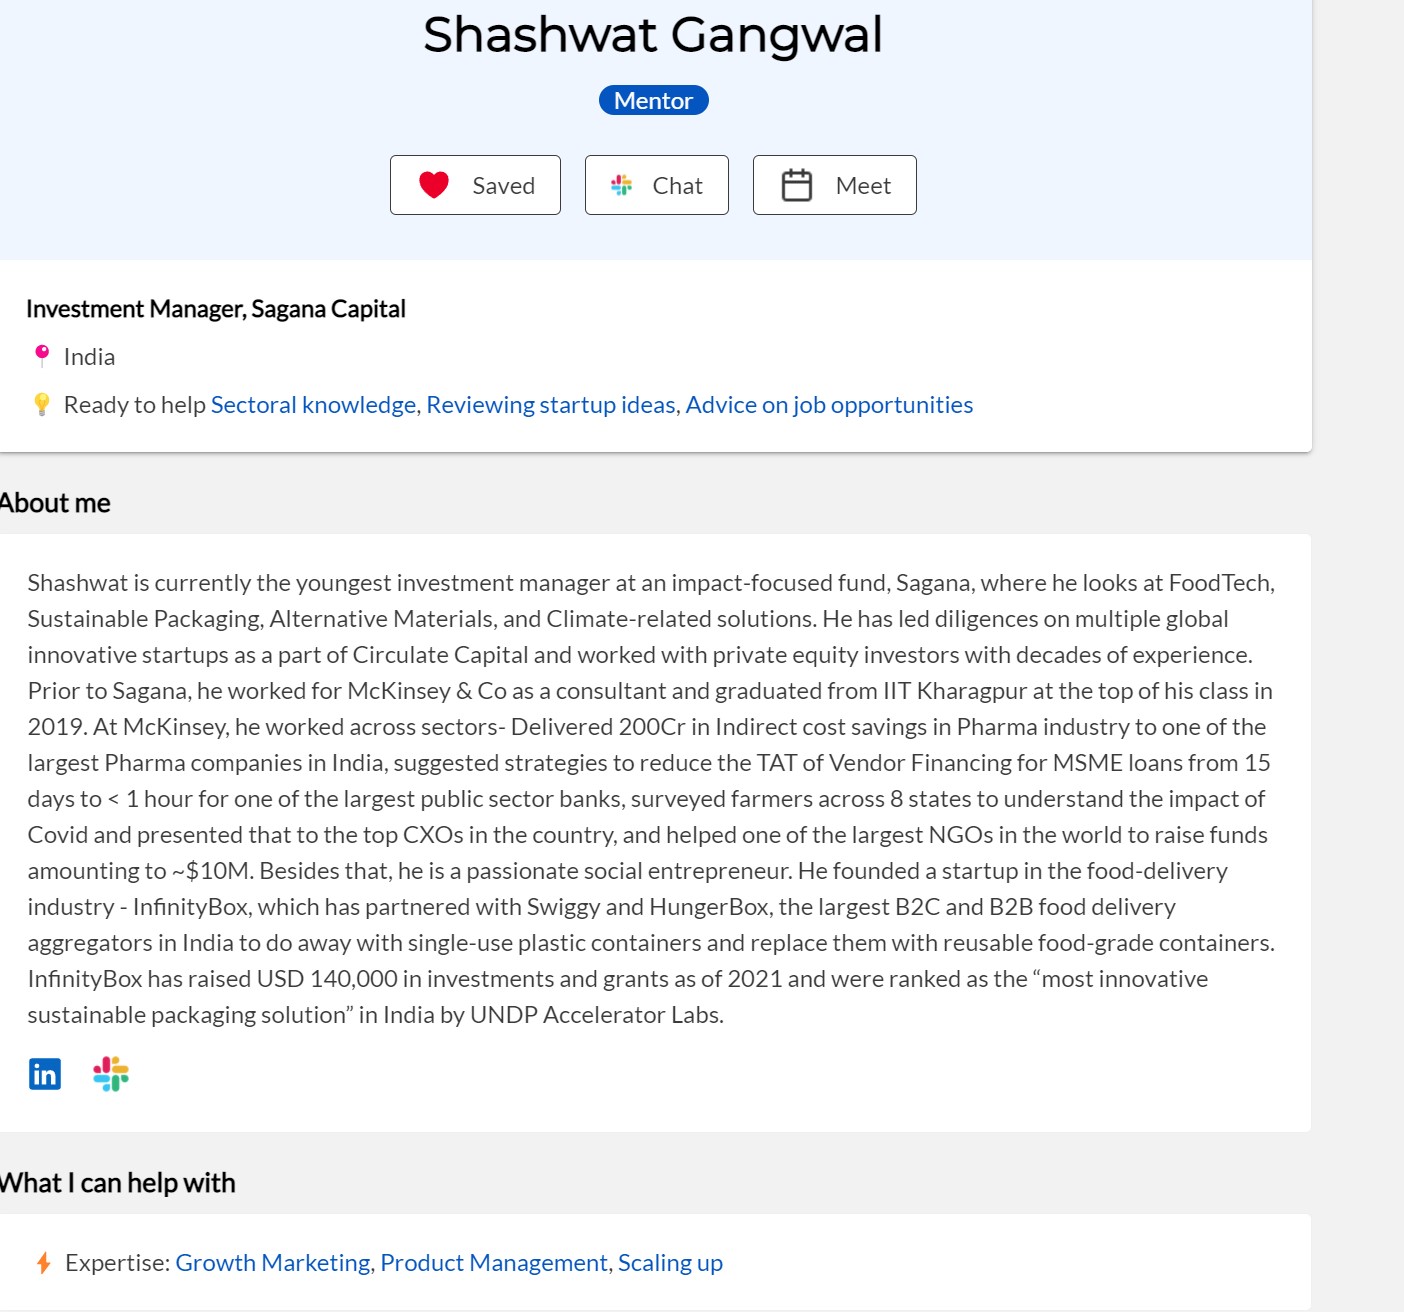 Shashwat Gangwal
Mentor
Saved
Chat
Meet
Investment Manager, Sagana Capital
India
Ready to help Sectoral knowledge, Reviewing startup ideas, Advice on job opportunities
About me
Shashwat is currently the youngest investment manager at an impact-focused fund, Sagana, where he looks at FoodTech,
Sustainable Packaging, Alternative Materials, and Climate-related solutions. He has led diligences on multiple global
innovative startups as a part of Circulate Capital and worked with private equity investors with decades of experience.
Prior to Sagana, he worked for McKinsey & Co as a consultant and graduated from IIT Kharagpur at the top of his class in
2019. At McKinsey, he worked across sectors- Delivered 200Cr in Indirect cost savings in Pharma industry to one of the
largest Pharma companies in India, suggested strategies to reduce the TAT of Vendor Financing for MSME loans from 15
days to < 1 hour for one of the largest public sector banks, surveyed farmers across 8 states to understand the impact of
Covid and presented that to the top CXOs in the country, and helped one of the largest NGOs in the world to raise funds
amounting to ~$10M. Besides that, he is a passionate social entrepreneur. He founded a startup in the food-delivery
industry - InfinityBox, which has partnered with Swiggy and HungerBox, the largest B2C and B2B food delivery
aggregators in India to do away with single-use plastic containers and replace them with reusable food-grade containers.
InfinityBox has raised USD 140,000 in investments and grants as of 2021 and were ranked as the “most innovative
sustainable packaging solution” in India by UNDP Accelerator Labs.
in
What I can help with
Expertise: Growth Marketing, Product Management, Scaling up